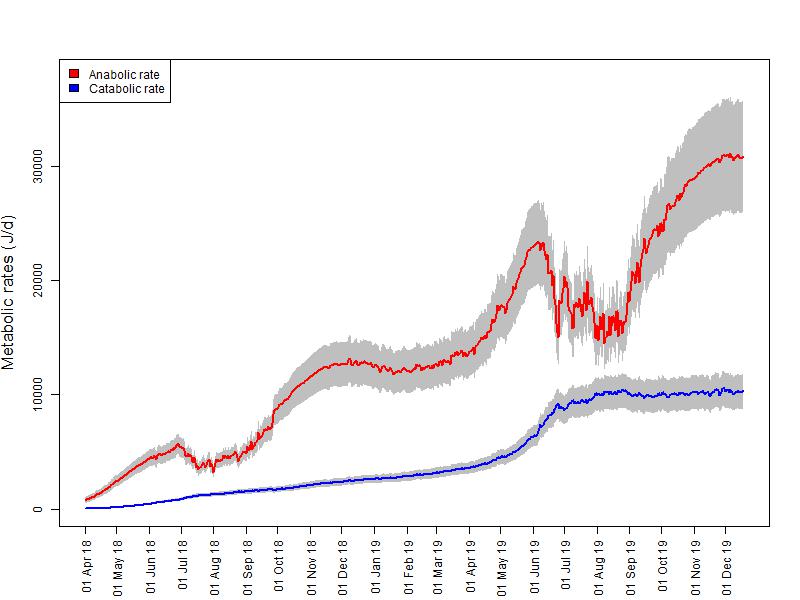 Anabolic rate
Catabolic rate
Metabolic rates (J/d)
30000
20000
10000
0
01 Apr 18
01 May 18
01 Jun 18
01 Jul 18
01 Aug 18
01 Sep 18
01 Oct 18
01 Nov 18
01 Dec 18
01 Jan 19
01 Feb 19
01 Mar 19
01 Apr 19
01 May 19
01 Jun 19
01 Jul 19
01 Aug 19
01 Sep 19
01 Oct 19
01 Nov 19
01 Dec 19